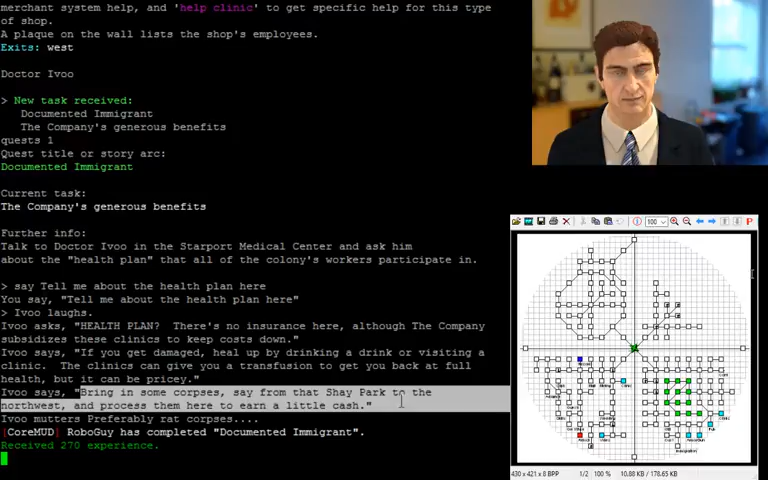 merchant system help, and 'help clinic' to get specific help for this type
of shop.
A plaque on the wall lists the shop's employees.
Exits: west
Doctor Ivoo
> New task received:
Documented Immigrant
The Company's generous benefits
quests 1
Quest title or story arc:
Documented Immigrant
Current task:
The Company's generous benefits
Further info:
Talk to Doctor Ivoo in the Starport Medical Center and ask him
about the "health plan" that all of the colony's workers participate in.
> say Tell me about the health plan here
You say, "Tell me about the health plan here"
> Ivoo laughs.
Ivoo asks, "HEALTH PLAN?  There's no insurance here, although The Company
subsidizes these clinics to keep costs down."
Ivoo says, "If you get damaged, heal up by drinking a drink or visiting a
clinic.  The clinics can give you a transfusion to get you back at full
health, but it can be pricey."
Ivoo says, "Bring in some corpses, say from that Shay Park to the
northwest, and process them here to earn a little cash."
Ivoo mutters Preferably rat corpses....
|CoreMUD| RoboGuy has completed "Documented Immigrant".
Received 270 experience.
100
430 x 421 x 8 BPP
1/2
100 %
10.88 KB / 178.65 KB